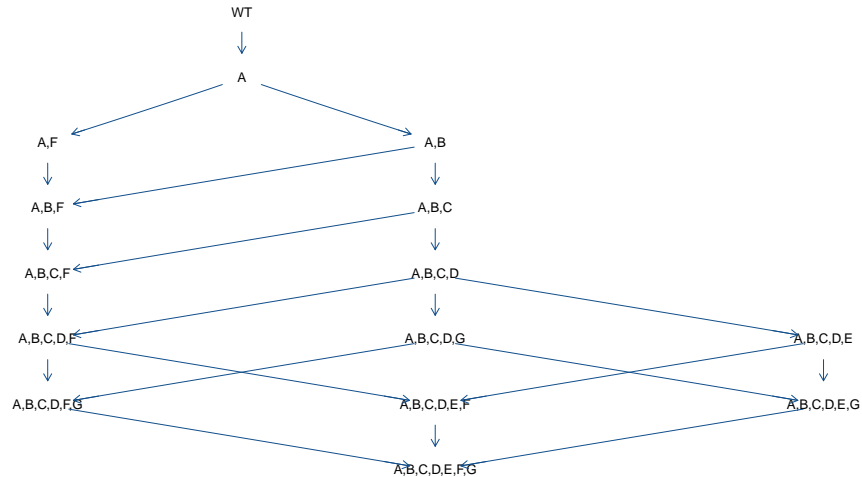 WT
A
A,F
A,B
A,B,F
A,B,C
A,B,C,F
A,B,C,D
A,B,C,D,F
A,B,C,D,G
A,B,C,D,E
A,B,C,D,F,G
A,B,C,D,E,F
A,B,C,D,E,G
A,B,C,D,E,F,G